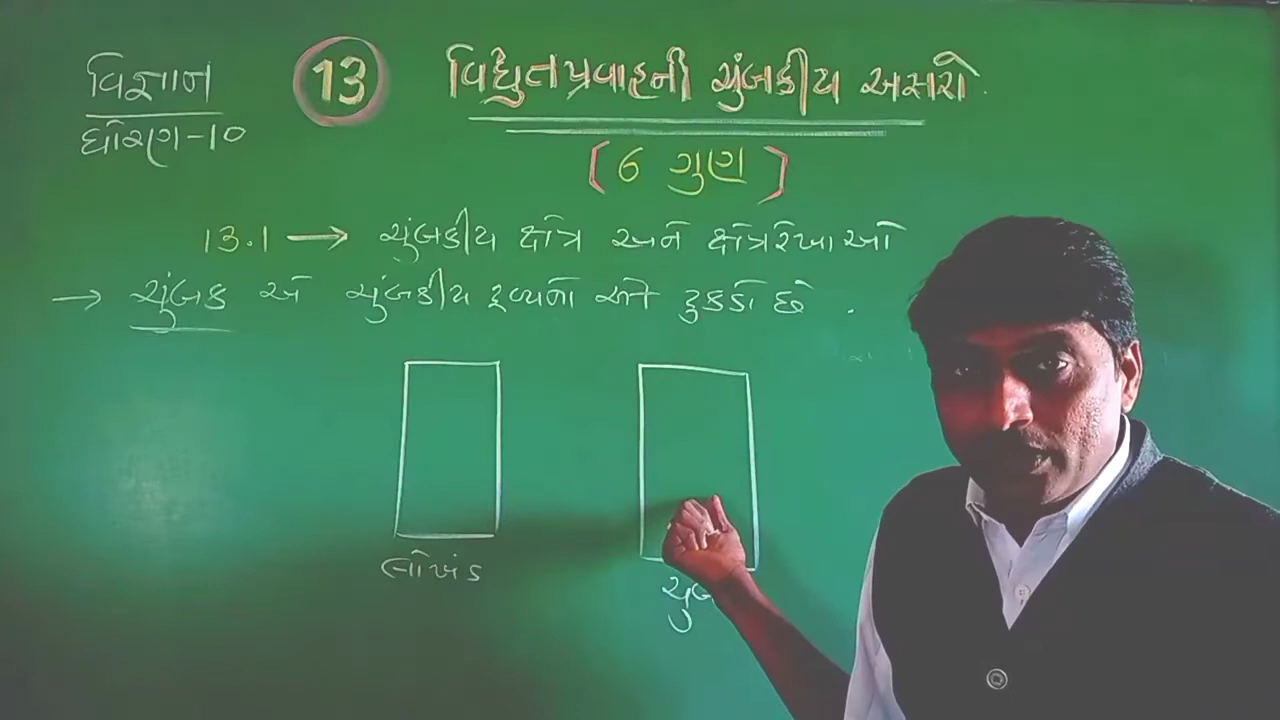 વિજ્ઞાન
ધોરણ-10
13 વિદ્યુતપ્રવાહની ચુંબકીય અસરો.
(6 ગુણ)
13.1 → ચુંબકીય ક્ષેત્ર અને ક્ષેત્રરેખાઓ
→ ચુંબક એ ચુંબકીય દ્રવ્યનો એક ટુકડો છે.
લોખંડ
ચુંબ